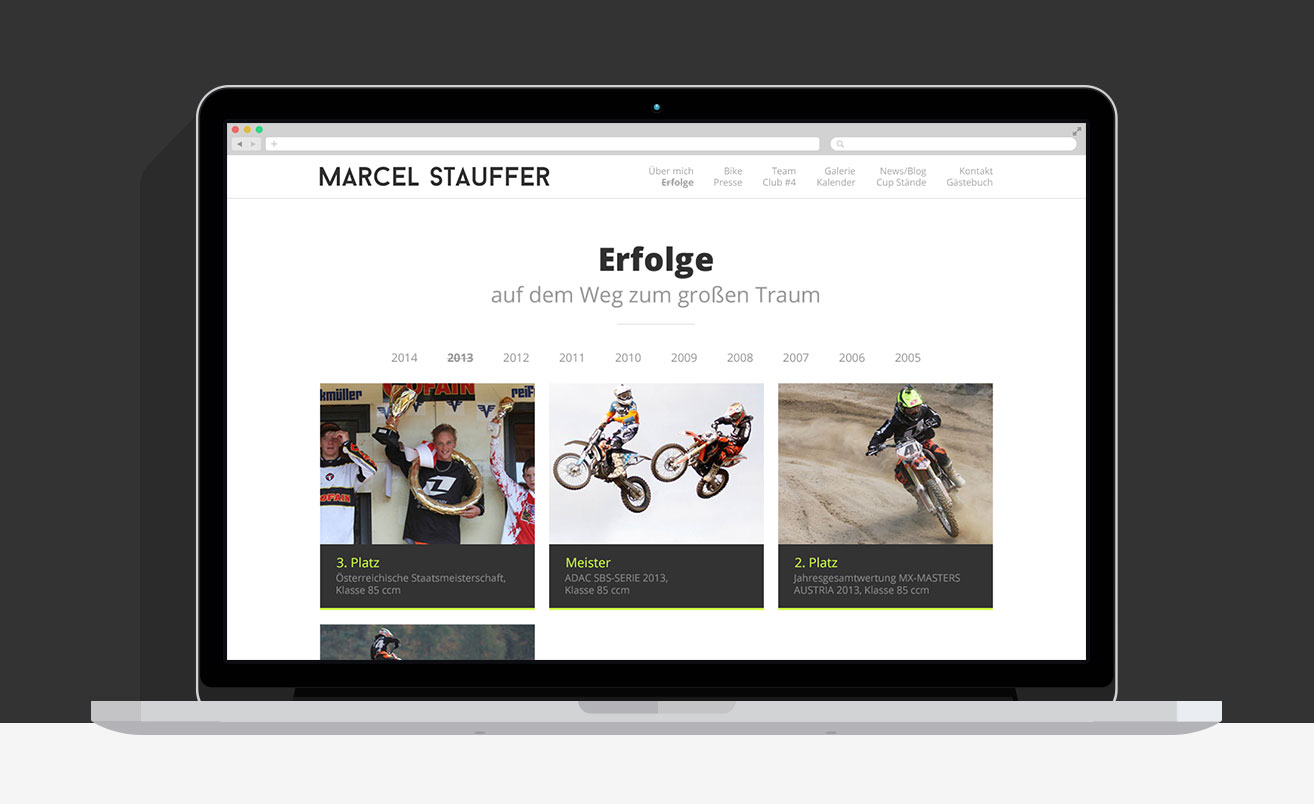 MARCEL STAUFFER
Über mich Bike Team Galerie News/Blog Kontakt
Erfolge Presse Club #4 Kalender Cup Stände Gästebuch
Erfolge
auf dem Weg zum großen Traum
2014 2013 2012 2011 2010 2009 2008 2007 2006 2005
3. Platz
Österreichische Staatsmeisterschaft,
Klasse 85 ccm
Meister
ADAC SBS-SERIE 2013,
Klasse 85 ccm
2. Platz
Jahresgesamtwertung MX-MASTERS
AUSTRIA 2013, Klasse 85 ccm